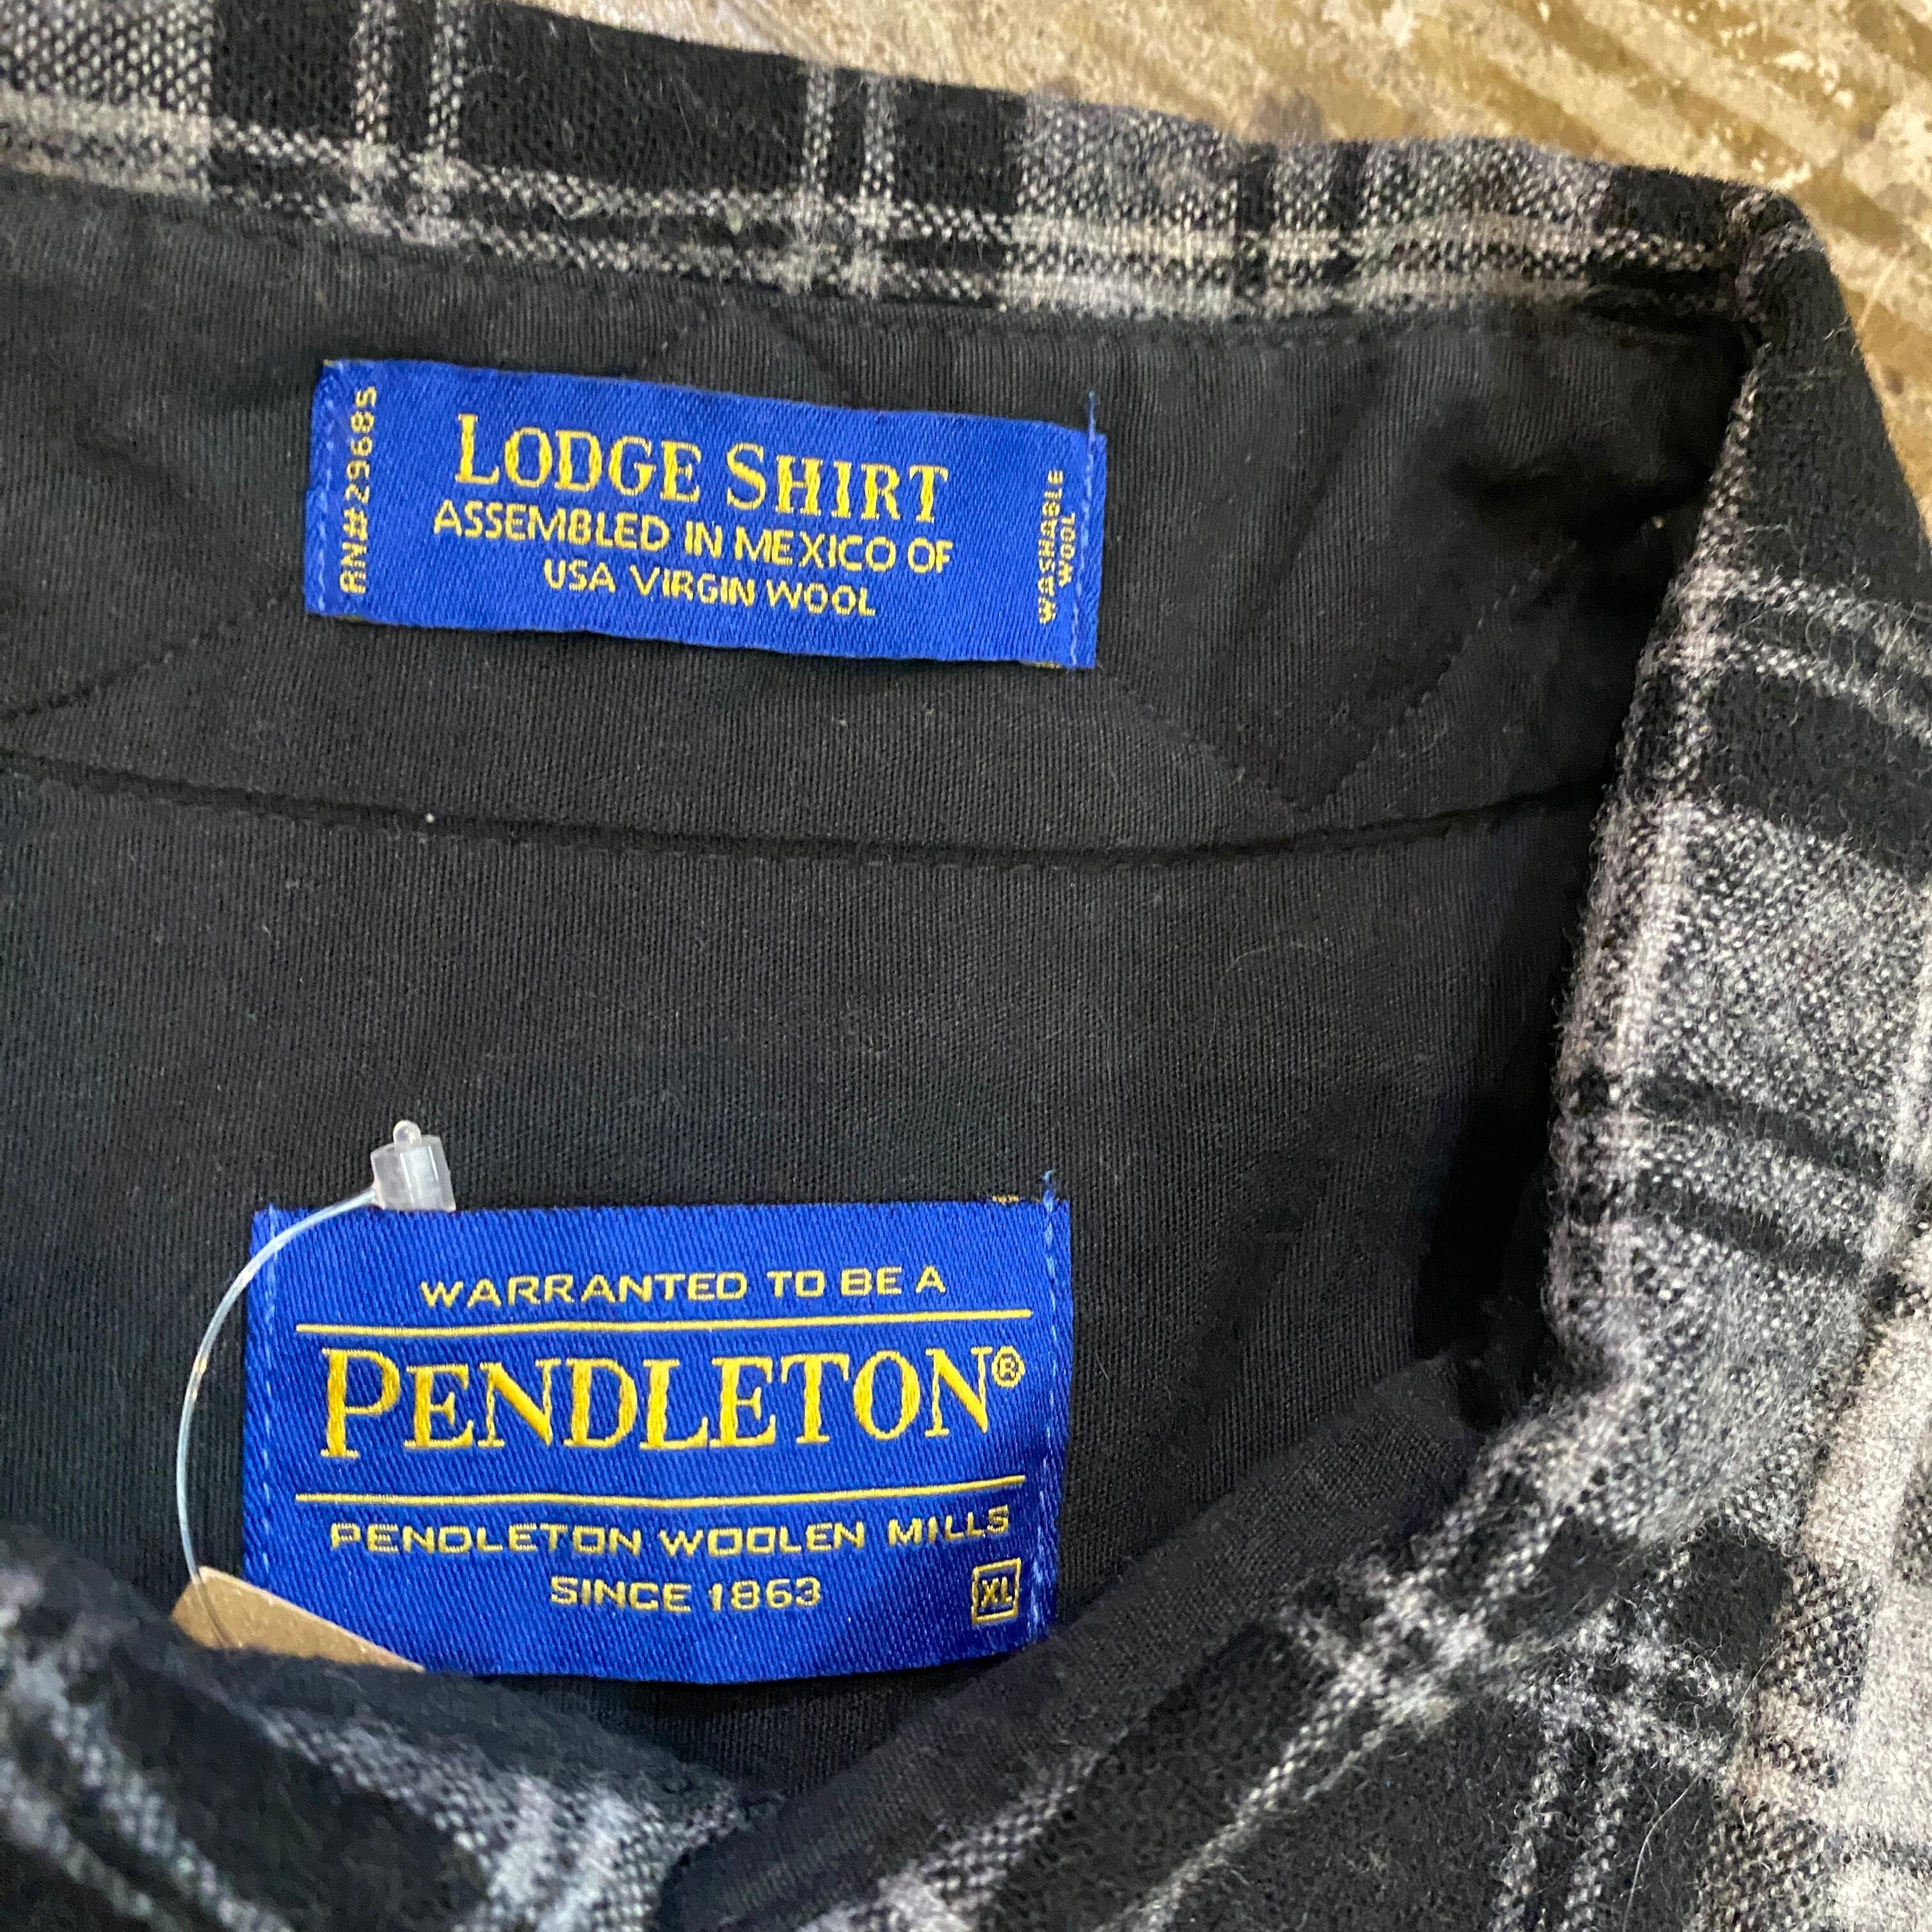 RN#29685
LODGE SHIRT
ASSEMBLED IN MEXICO OF
USA VIRGIN WOOL
WASHABLE
WOOL
WARRANTED TO BE A
PENDLETON®
PENDLETON WOOLEN MILLS
SINCE 1863
XL